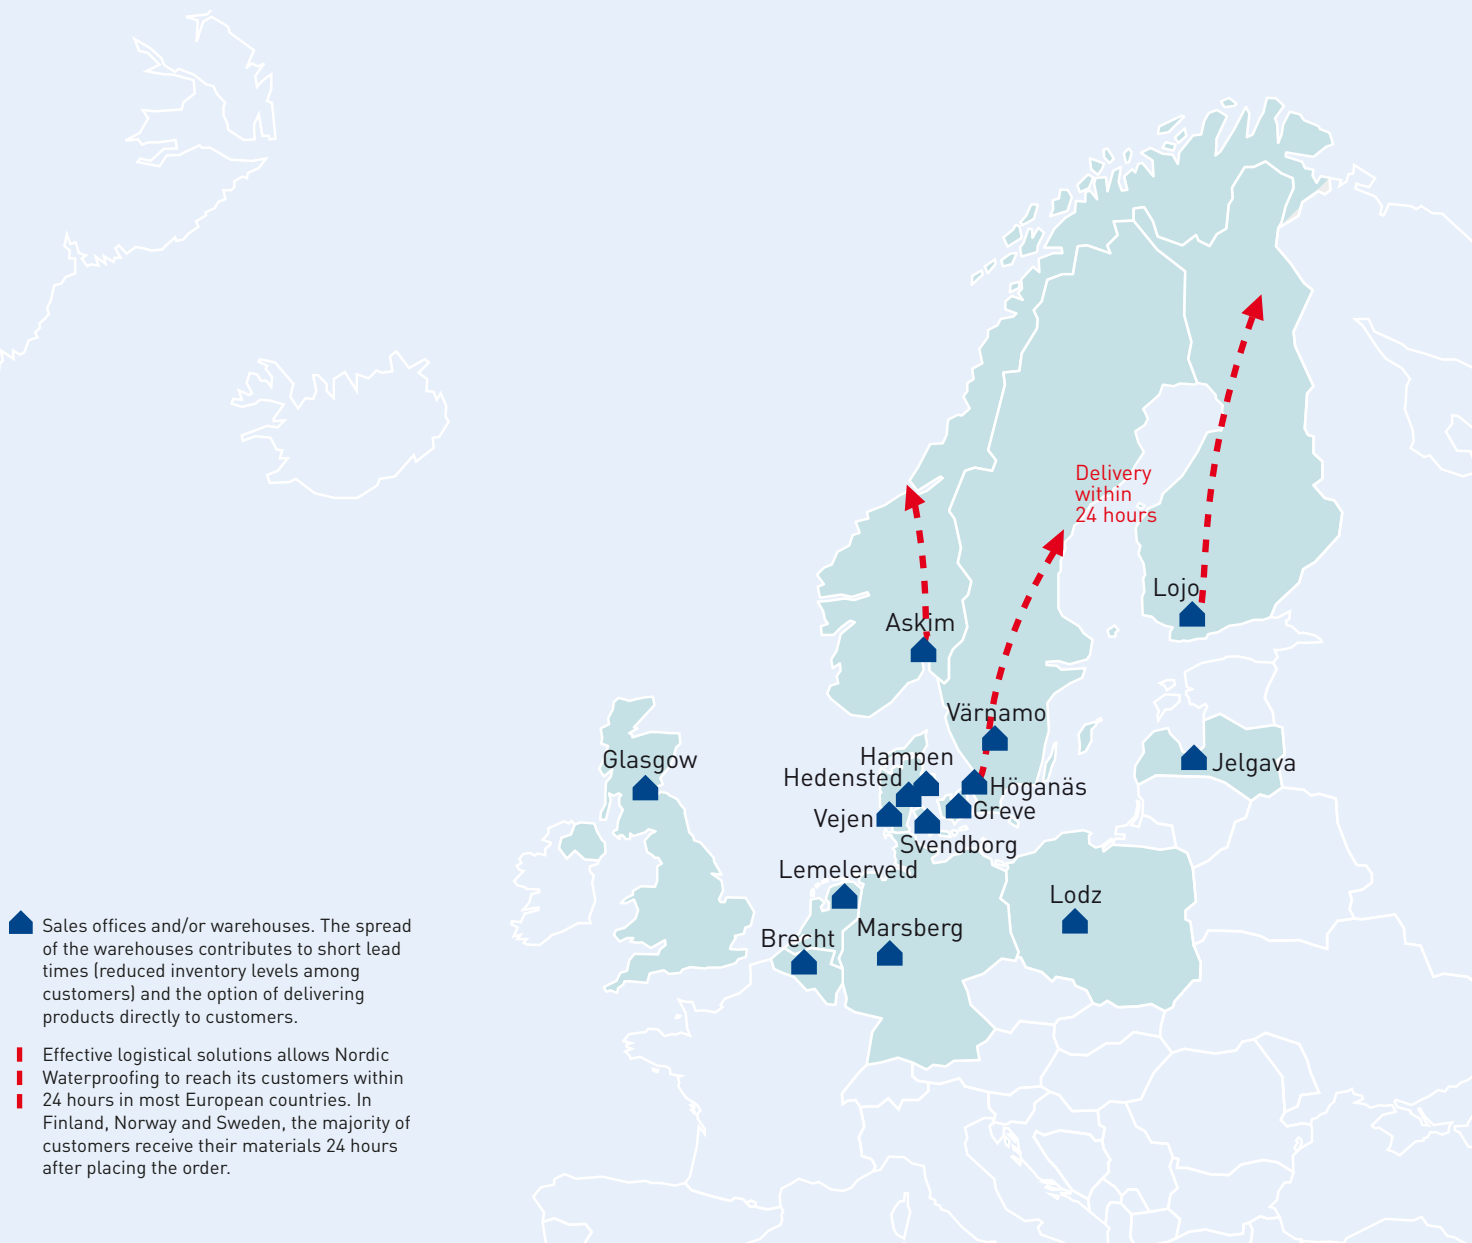 Delivery
within
24 hours
Lojo
Askim
Värnamo
Glasgow
Hampen
Jelgava
Hedensted
Höganäs
Vejen
Greve
Svendborg
Lemelerveld
Lodz
Marsberg
Brecht
Sales offices and/or warehouses. The spread
of the warehouses contributes to short lead
times (reduced inventory levels among
customers) and the option of delivering
products directly to customers.
Effective logistical solutions allows Nordic
Waterproofing to reach its customers within
24 hours in most European countries. In
Finland, Norway and Sweden, the majority of
customers receive their materials 24 hours
after placing the order.